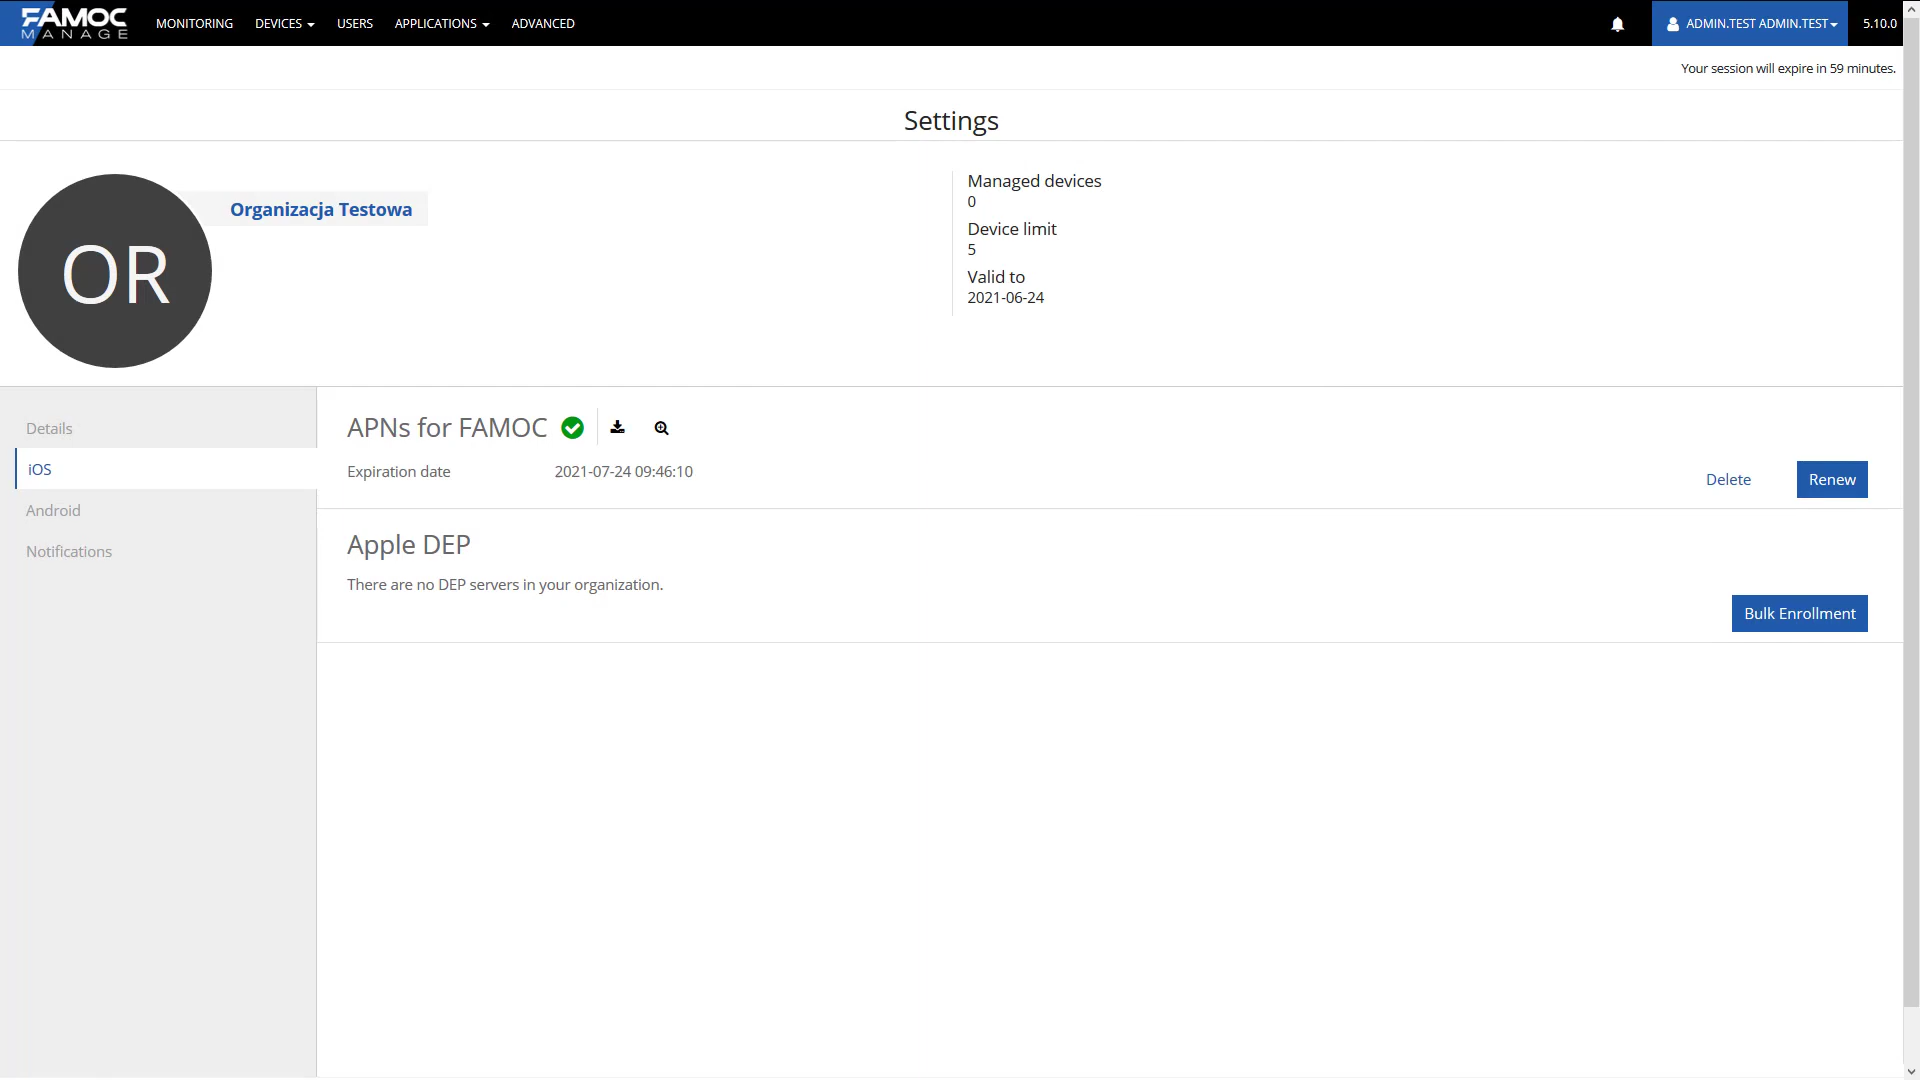 FAMOC
MANAGE
MONITORING
DEVICES
USERS
APPLICATIONS
ADVANCED
ADMIN.TEST ADMIN.TEST
5.10.0
Your session will expire in 59 minutes.
Settings
OR
Organizacja Testowa
Managed devices
0
Device limit
5
Valid to
2021-06-24
Details
iOS
Android
Notifications
APNs for FAMOC
Expiration date 2021-07-24 09:46:10
Delete
Renew
Apple DEP
There are no DEP servers in your organization.
Bulk Enrollment